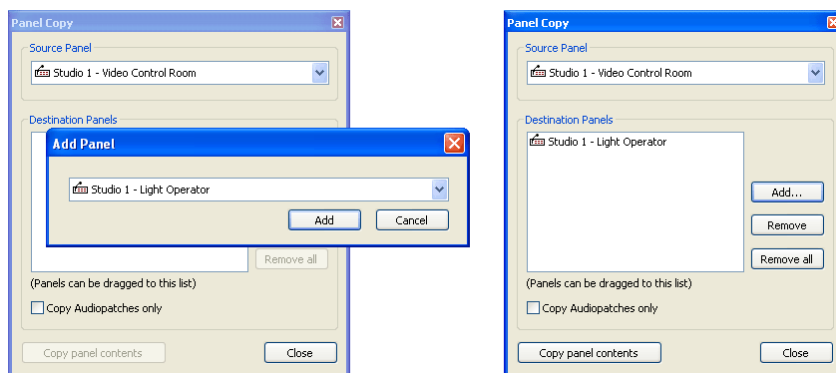 Panel Copy
Source Panel
Studio 1 - Video Control Room
Destination Panels
Add Panel
Studio 1 - Light Operator
Add
Cancel
Remove all
(Panels can be dragged to this list)
Copy Audiopatches only
Copy panel contents
Close
Panel Copy
Source Panel
Studio 1 - Video Control Room
Destination Panels
Studio 1 - Light Operator
Add...
Remove
Remove all
(Panels can be dragged to this list)
Copy Audiopatches only
Copy panel contents
Close